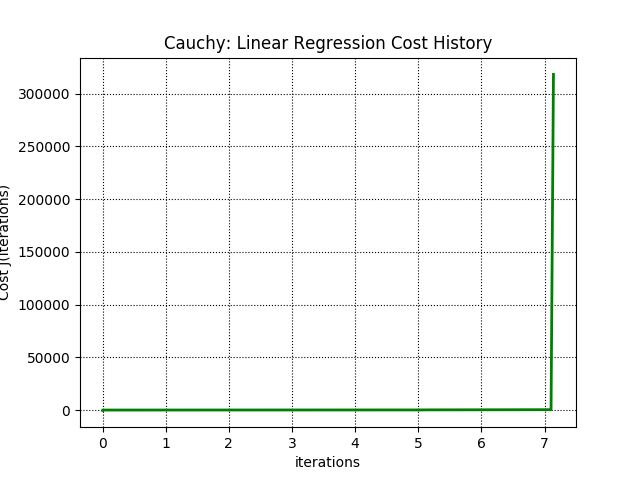 Cauchy: Linear Regression Cost History
300000
250000
200000
150000
100000
50000
0
Cost J(iterations)
0 1 2 3 4 5 6 7
iterations